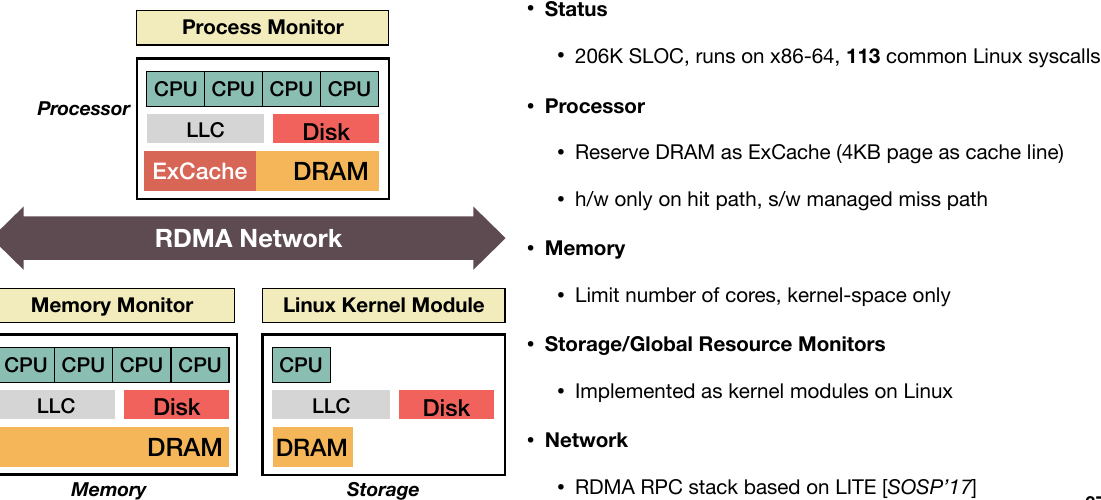 Process Monitor
Processor
CPU CPU CPU CPU
LLC Disk
ExCache DRAM
RDMA Network
Memory Monitor
CPU CPU CPU CPU
LLC Disk
DRAM
Memory
Linux Kernel Module
CPU
LLC Disk
DRAM
Storage
• Status
• 206K SLOC, runs on x86-64, 113 common Linux syscalls
• Processor
• Reserve DRAM as ExCache (4KB page as cache line)
• h/w only on hit path, s/w managed miss path
• Memory
• Limit number of cores, kernel-space only
• Storage/Global Resource Monitors
• Implemented as kernel modules on Linux
• Network
• RDMA RPC stack based on LITE [SOSP'17]